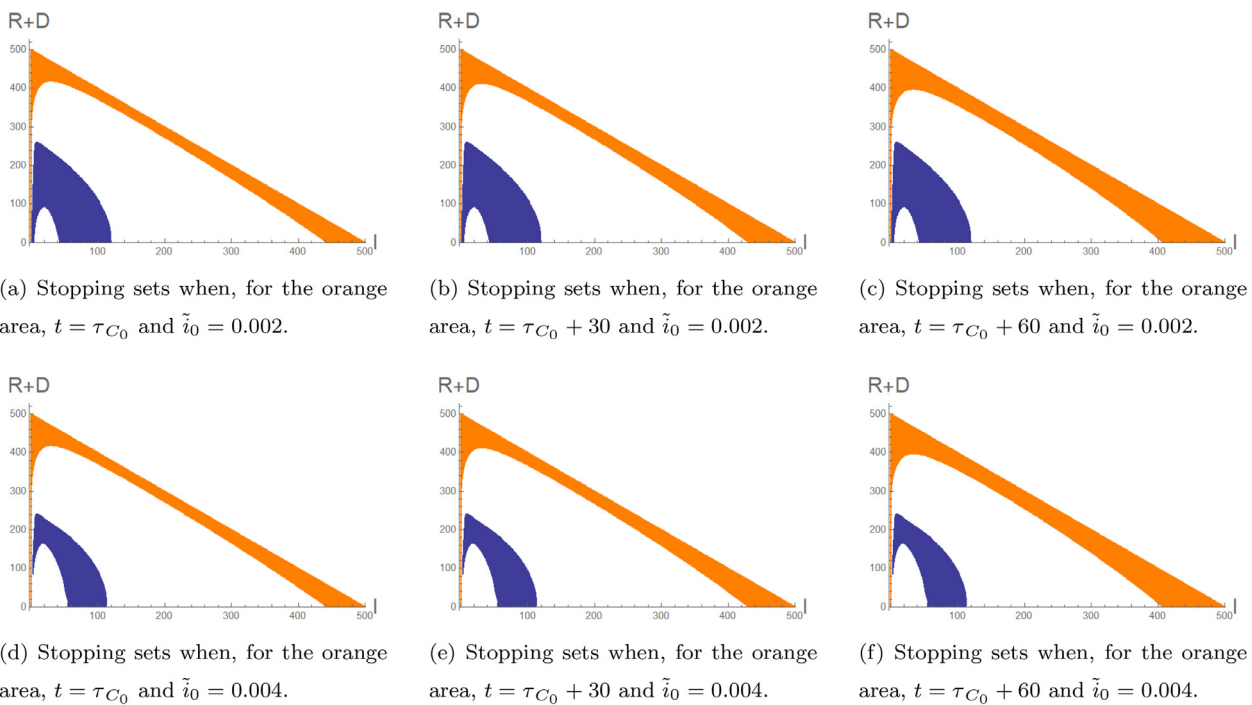 R+D R+D R+D
500 500 500
400 400 400
300 300 300
200 200 200
100 100 100
0 0 0
100 200 300 400 500 I 100 200 300 400 500 I 100 200 300 400 500 I
(a) Stopping sets when, for the orange
area, t = τ_{C_0} and ĩ_0 = 0.002.
(b) Stopping sets when, for the orange
area, t = τ_{C_0} + 30 and ĩ_0 = 0.002.
(c) Stopping sets when, for the orange
area, t = τ_{C_0} + 60 and ĩ_0 = 0.002.
R+D R+D R+D
500 500 500
400 400 400
300 300 300
200 200 200
100 100 100
0 0 0
100 200 300 400 500 I 100 200 300 400 500 I 100 200 300 400 500 I
(d) Stopping sets when, for the orange
area, t = τ_{C_0} and ĩ_0 = 0.004.
(e) Stopping sets when, for the orange
area, t = τ_{C_0} + 30 and ĩ_0 = 0.004.
(f) Stopping sets when, for the orange
area, t = τ_{C_0} + 60 and ĩ_0 = 0.004.